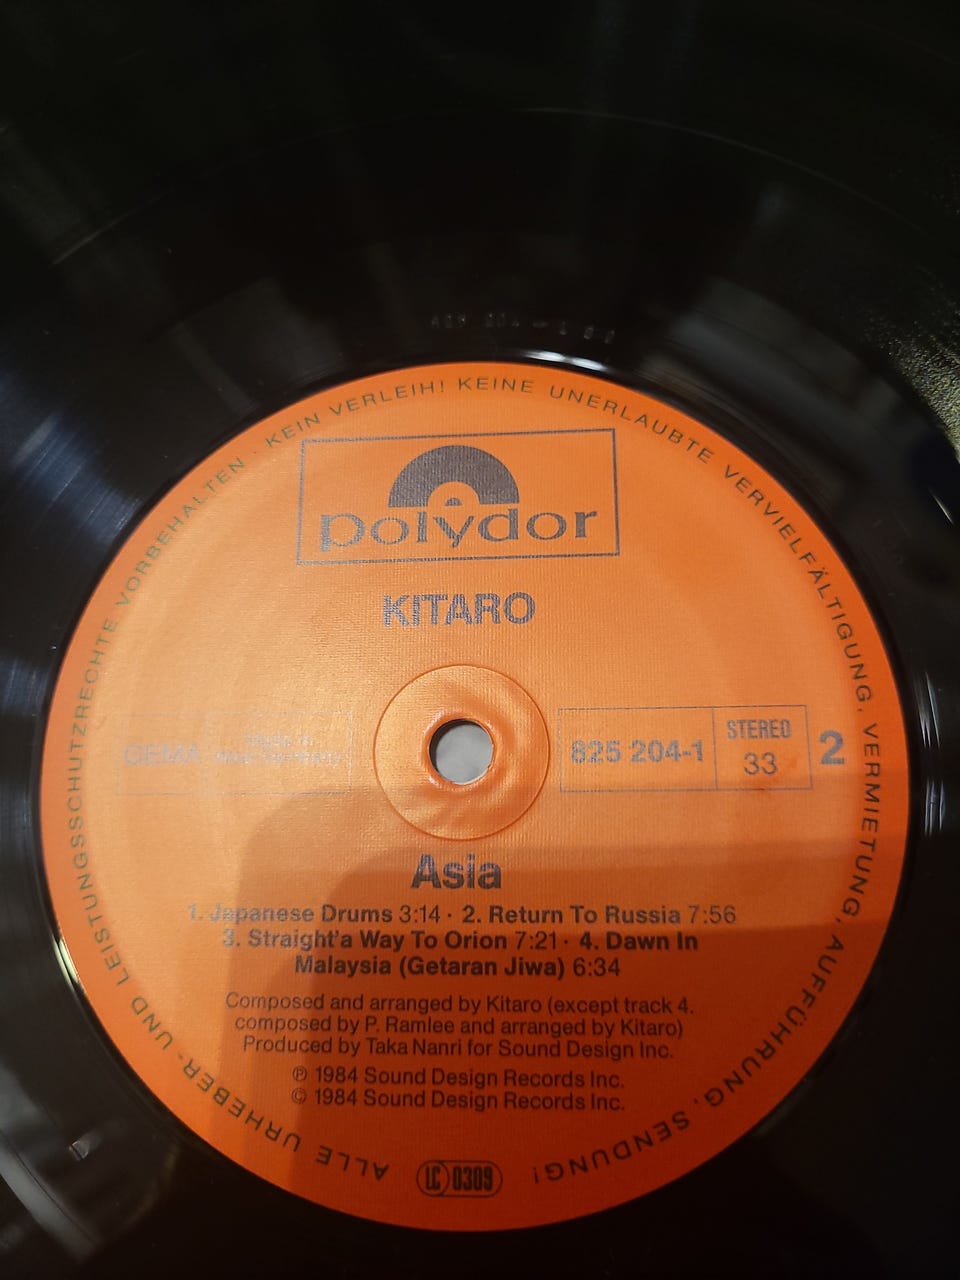 ALLE URHEBER- UND LEISTUNGSSCHUTZRECHTE VORBEHALTEN · KEIN VERLEIH! KEINE UNERLAUBTE VERVIELFÄLTIGUNG, VERMIETUNG, AUFFÜHRUNG, SENDUNG!
polydor
KITARO
GEMA
Made in
West Germany
825 204-1
STEREO
33
2
Asia
1. Japanese Drums 3:14 · 2. Return To Russia 7:56
3. Straight'a Way To Orion 7:21 · 4. Dawn In
Malaysia (Getaran Jiwa) 6:34
Composed and arranged by Kitaro (except track 4.
composed by P. Ramlee and arranged by Kitaro)
Produced by Taka Nanri for Sound Design Inc.
℗ 1984 Sound Design Records Inc.
© 1984 Sound Design Records Inc.
LC 0309